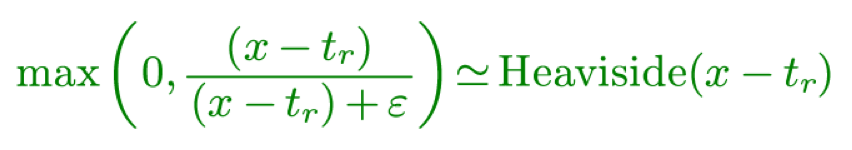 max(0, (x − t_r) / ((x − t_r) + ε)) ≃ Heaviside(x − t_r)